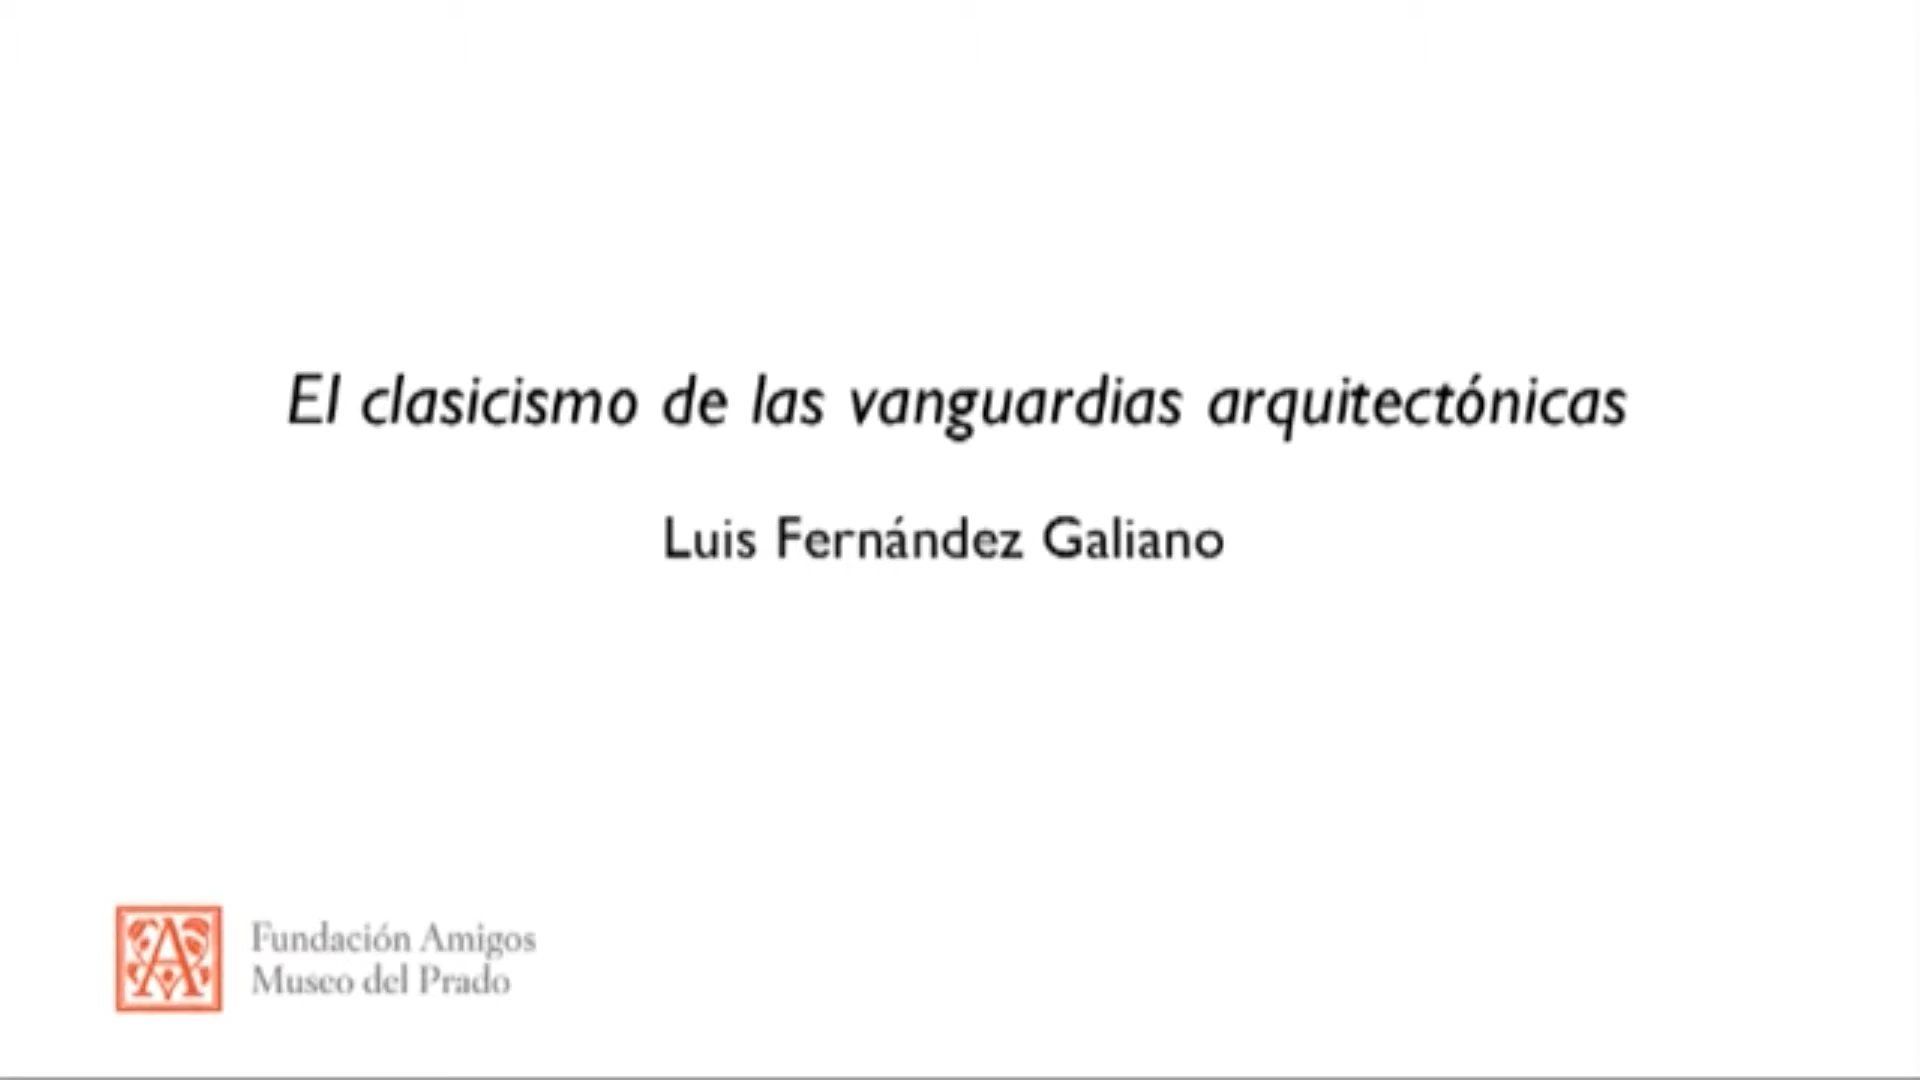 El clasicismo de las vanguardias arquitectónicas
Luis Fernández Galiano
A
Fundación Amigos
Museo del Prado